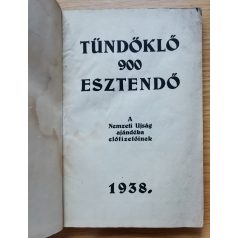 TÜNDÖKLŐ
900
ESZTENDŐ
A
Nemzeti Ujság
ajándéka
előfizetőinek
1938.